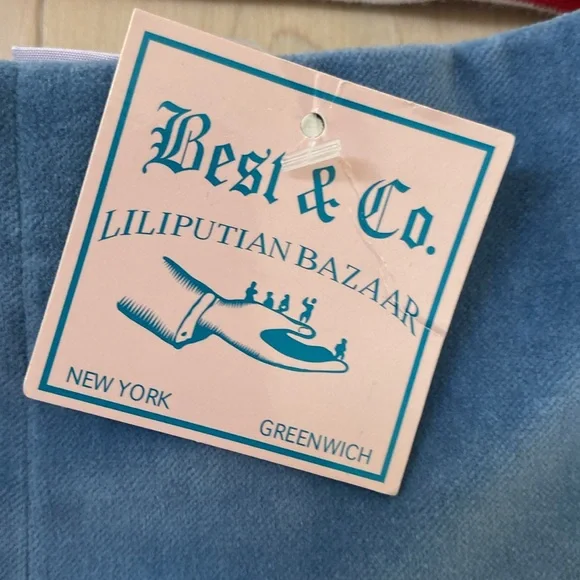 Best & Co.
LILIPUTIAN BAZAAR
NEW YORK
GREENWICH